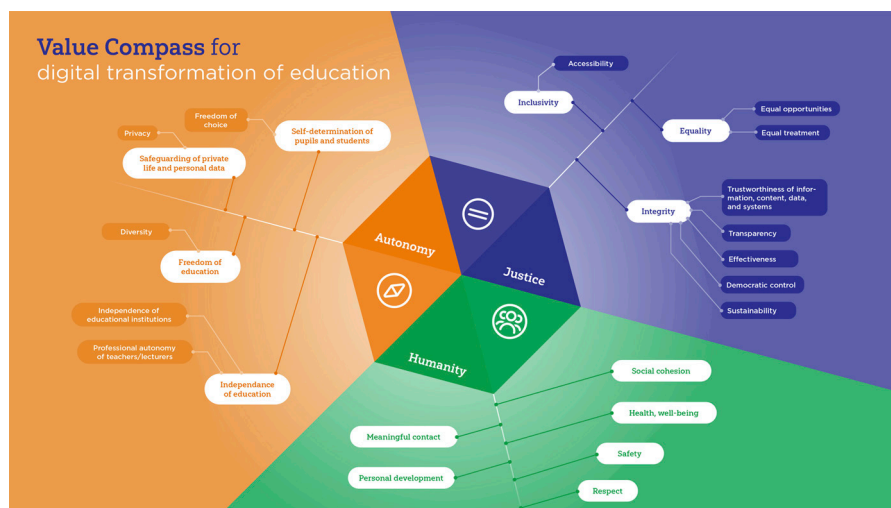 Value Compass for
digital transformation of education
Freedom of
choice
Privacy
Self-determination of
pupils and students
Safeguarding of private
life and personal data
Diversity
Freedom of
education
Independence of
educational institutions
Professional autonomy
of teachers/lecturers
Independance
of education
Autonomy
Justice
Humanity
Accessibility
Inclusivity
Equality
Equal opportunities
Equal treatment
Integrity
Trustworthiness of infor-
mation, content, data,
and systems
Transparency
Effectiveness
Democratic control
Sustainability
Social cohesion
Meaningful contact
Health, well-being
Personal development
Safety
Respect